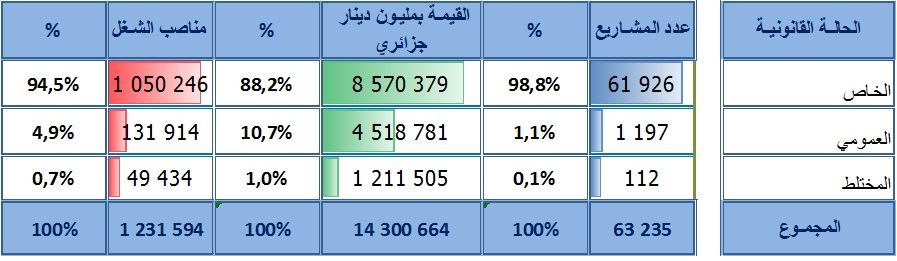 الحالـة القانونيـة	عدد المشـاريع	%	القيمـة بمليـون دينار جزائري	%	مناصب الشـغل	%
الخاص	61 926	98,8%	8 570 379	88,2%	1 050 246	94,5%
العمومي	1 197	1,1%	4 518 781	10,7%	131 914	4,9%
المختلط	112	0,1%	1 211 505	1,0%	49 434	0,7%
المجمـوع	63 235	100%	14 300 664	100%	1 231 594	100%